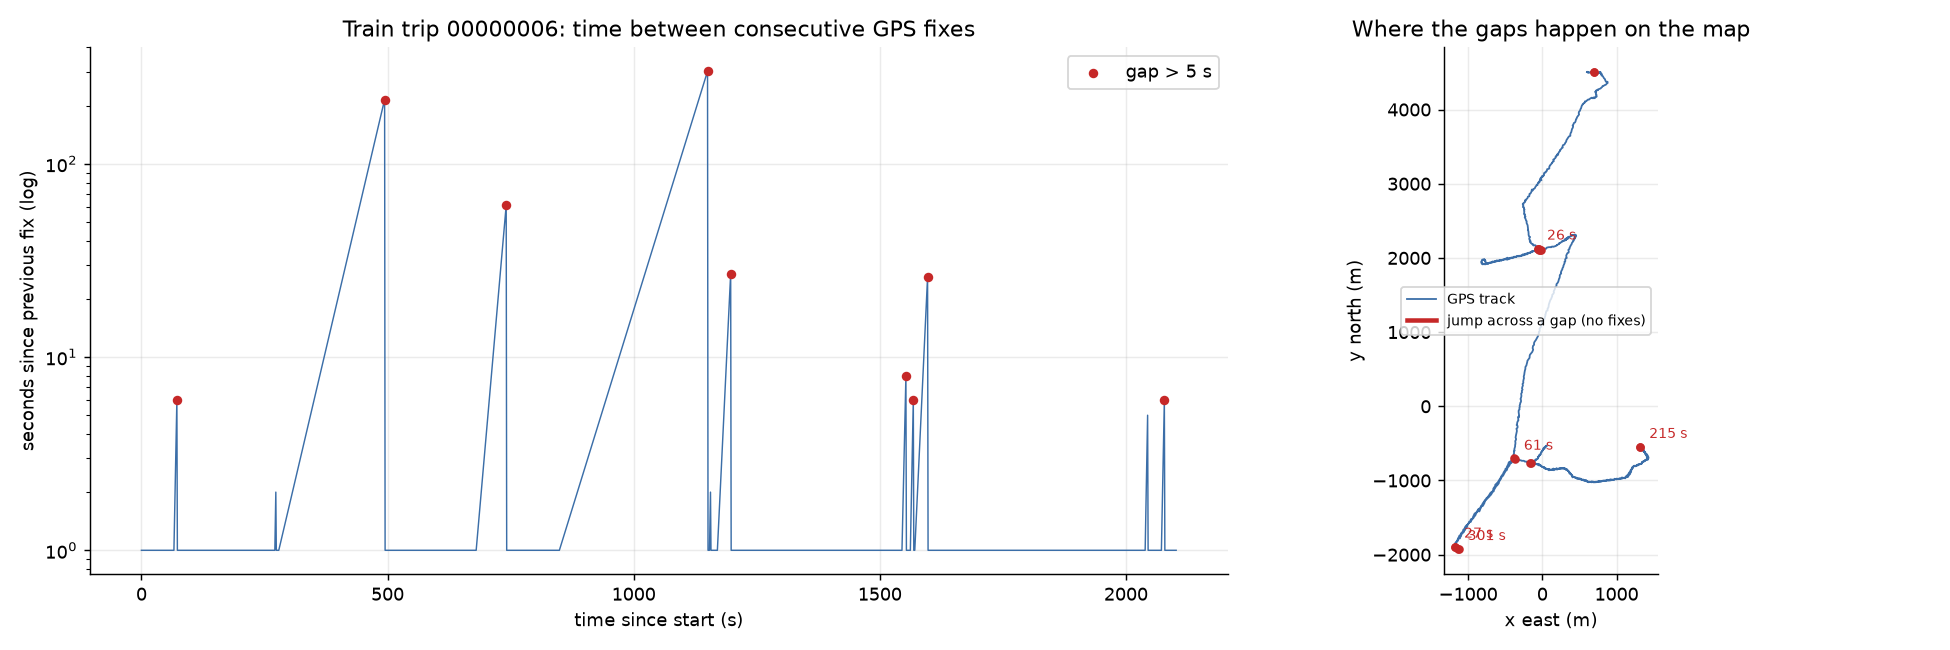 Train trip 00000006: time between consecutive GPS fixes
gap > 5 s
10²
10¹
10⁰
seconds since previous fix (log)
0
500
1000
1500
2000
time since start (s)
Where the gaps happen on the map
4000
3000
2000
1000
0
−1000
−2000
y north (m)
26 s
GPS track
jump across a gap (no fixes)
61 s
215 s
27 s
301 s
−1000
0
1000
x east (m)